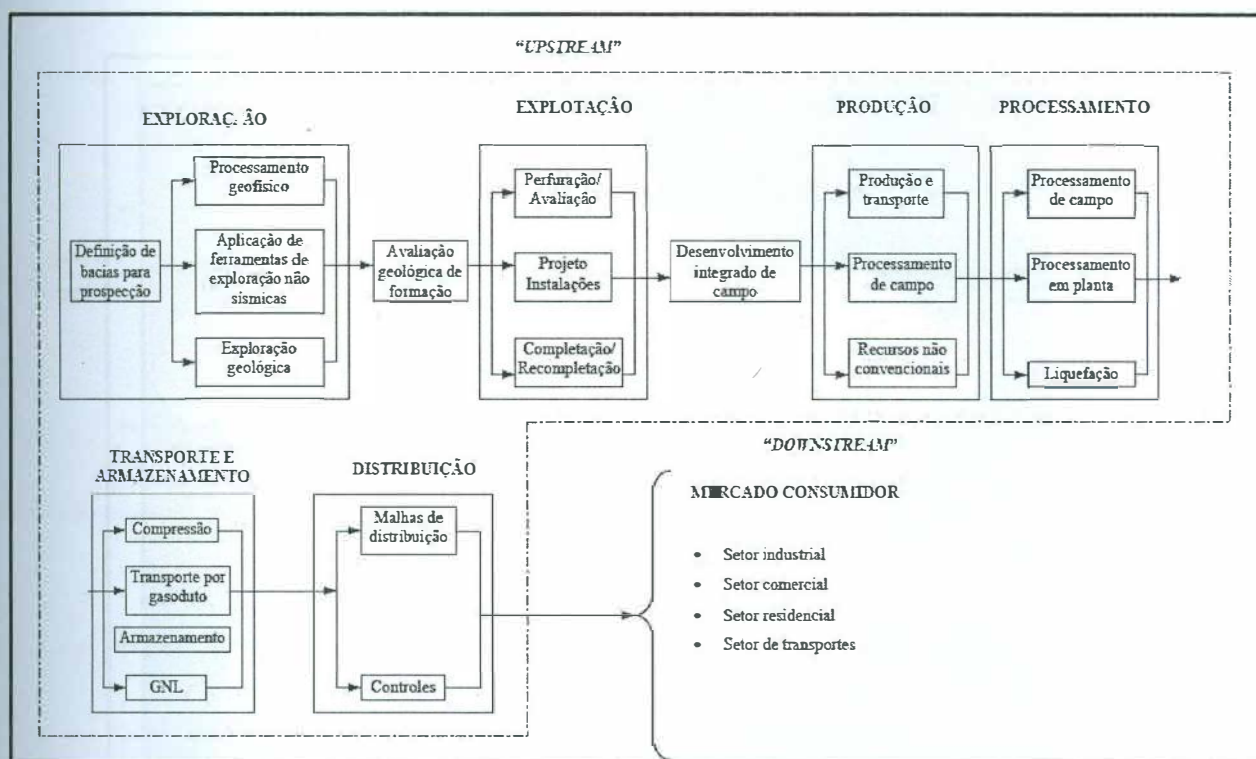 "UPSTREAM"
EXPLORAÇÃO
EXPLOTAÇÃO
PRODUÇÃO
PROCESSAMENTO
Definição de
bacias para
prospecção
Processamento
geofísico
Aplicação de
ferramentas de
exploração não
sísmicas
Exploração
geológica
Avaliação
geológica de
formação
Perfuração/
Avaliação
Projeto
Instalações
Completação/
Recompletação
Desenvolvimento
integrado de
campo
Produção e
transporte
Processamento
de campo
Recursos não
convencionais
Processamento
de campo
Processamento
em planta
Liquefação
TRANSPORTE E
ARMAZENAMENTO
Compressão
Transporte por
gasoduto
Armazenamento
GNL
DISTRIBUIÇÃO
Malhas de
distribuição
Controles
"DOWNSTREAM"
MERCADO CONSUMIDOR
• Setor industrial
• Setor comercial
• Setor residencial
• Setor de transportes